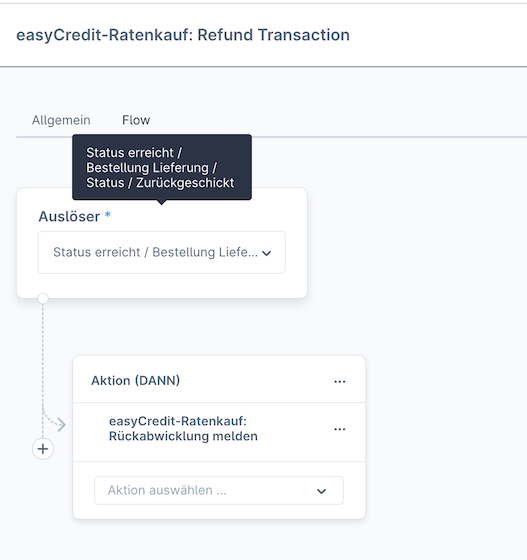 easyCredit-Ratenkauf: Refund Transaction
Allgemein Flow
Status erreicht /
Bestellung Lieferung /
Status / Zurückgeschickt
Auslöser *
Status erreicht / Bestellung Liefe...
Aktion (DANN) ...
easyCredit-Ratenkauf:
Rückabwicklung melden ...
Aktion auswählen ...